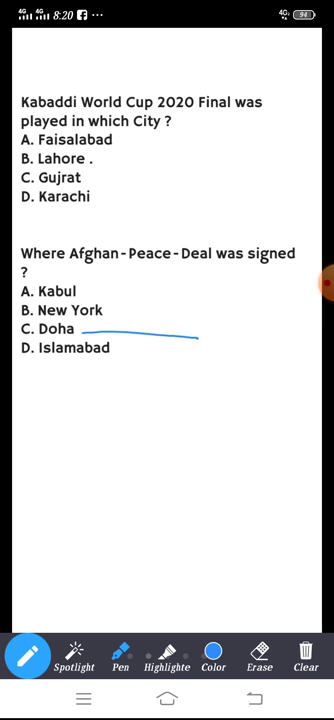 4G 4G 8:20 ...
4G 94
Kabaddi World Cup 2020 Final was
played in which City ?
A. Faisalabad
B. Lahore .
C. Gujrat
D. Karachi
Where Afghan-Peace-Deal was signed
?
A. Kabul
B. New York
C. Doha
D. Islamabad
Spotlight Pen Highlighte Color Erase Clear